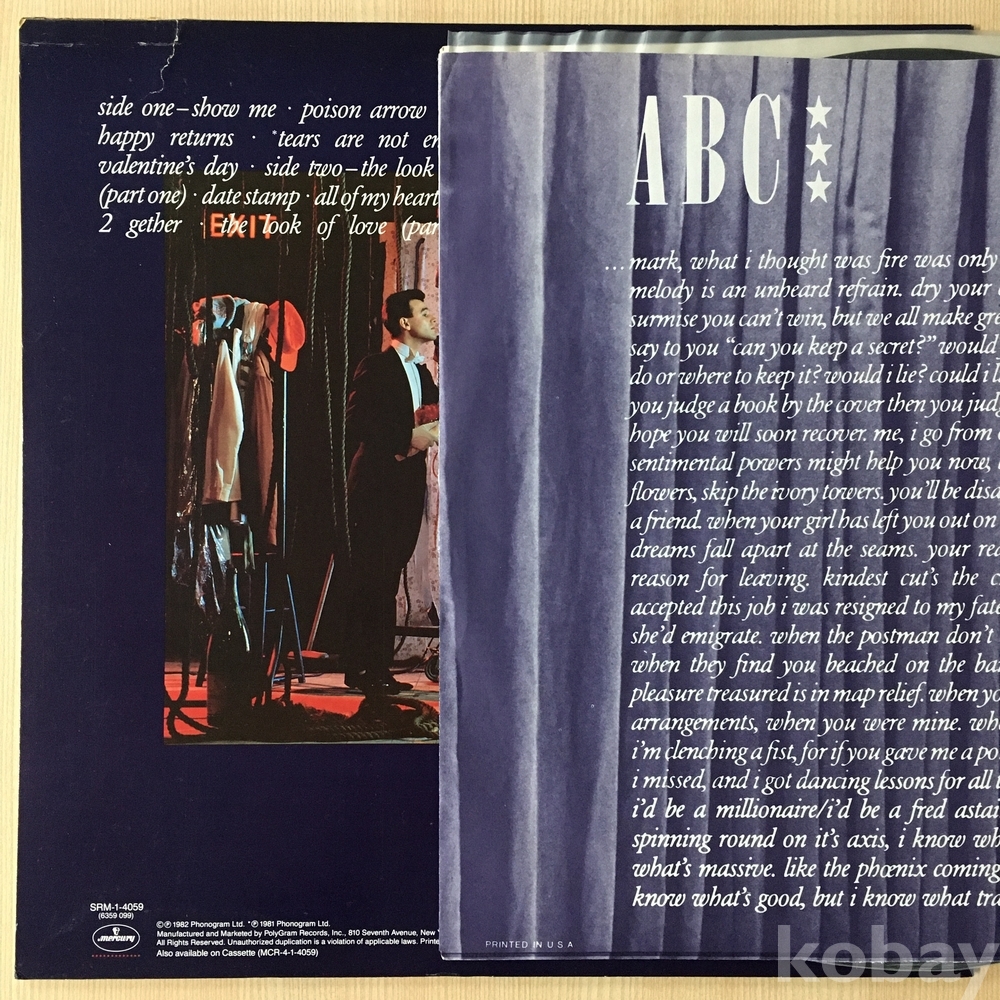 side one–show me · poison arrow
happy returns · *tears are not en
valentine's day · side two–the look
(part one) · date stamp · all of my heart
2 gether · the look of love (par
EXIT
ABC
...mark, what i thought was fire was only
melody is an unheard refrain. dry your
surmise you can't win, but we all make gre
say to you “can you keep a secret?” would
do or where to keep it? would i lie? could i l
you judge a book by the cover then you judg
hope you will soon recover. me, i go from
sentimental powers might help you now,
flowers, skip the ivory towers. you'll be disa
a friend. when your girl has left you out on
dreams fall apart at the seams. your rea
reason for leaving. kindest cut's the c
accepted this job i was resigned to my fate
she'd emigrate. when the postman don't
when they find you beached on the bar
pleasure treasured is in map relief. when yo
arrangements, when you were mine. whe
i'm clenching a fist, for if you gave me a po
i missed, and i got dancing lessons for all
i'd be a millionaire/i'd be a fred astai
spinning round on it's axis, i know wh
what's massive. like the phœnix coming
know what's good, but i know what tra
PRINTED IN U S A
SRM-1-4059
(6359 099)
mercury
©℗ 1982 Phonogram Ltd. *℗ 1981 Phonogram Ltd.
Manufactured and Marketed by PolyGram Records, Inc., 810 Seventh Avenue, New
All Rights Reserved. Unauthorized duplication is a violation of applicable laws. Printe
Also available on Cassette (MCR-4-1-4059)
kobay